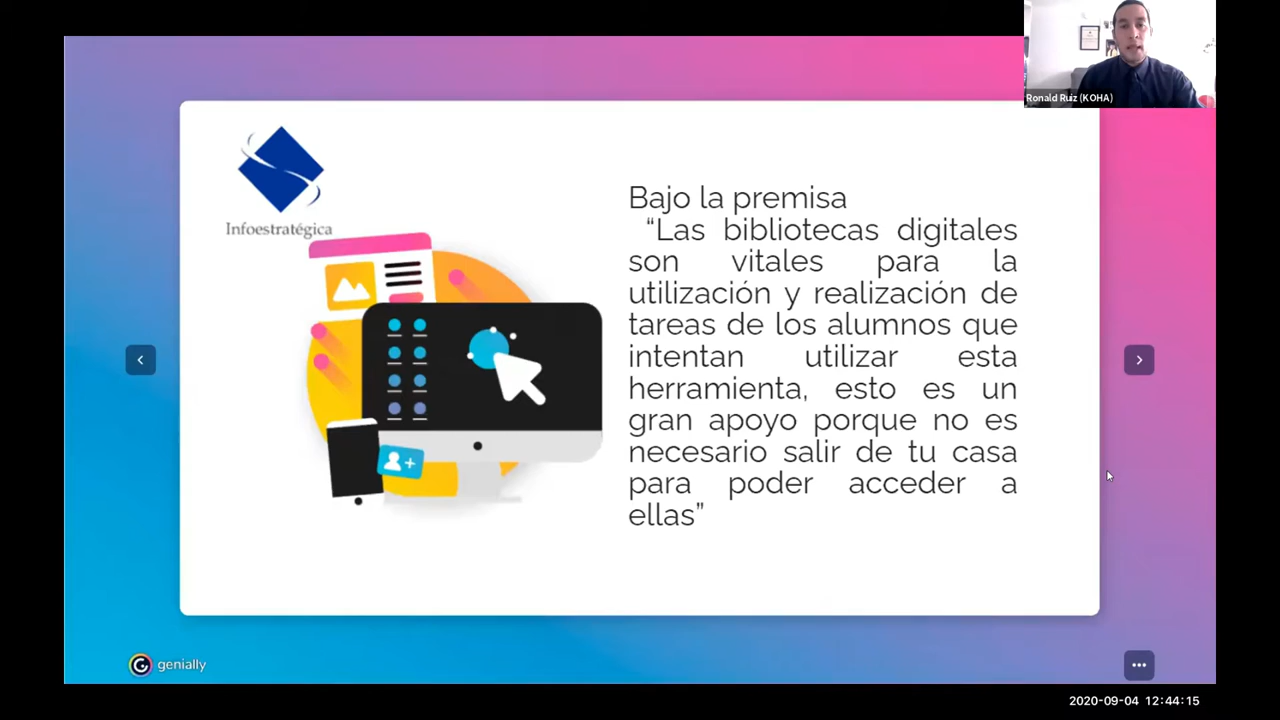 Ronald Ruiz (KOHA)
Infoestratégica
Bajo la premisa
“Las bibliotecas digitales
son vitales para la
utilización y realización de
tareas de los alumnos que
intentan utilizar esta
herramienta, esto es un
gran apoyo porque no es
necesario salir de tu casa
para poder acceder a
ellas”
genially
2020-09-04 12:44:15